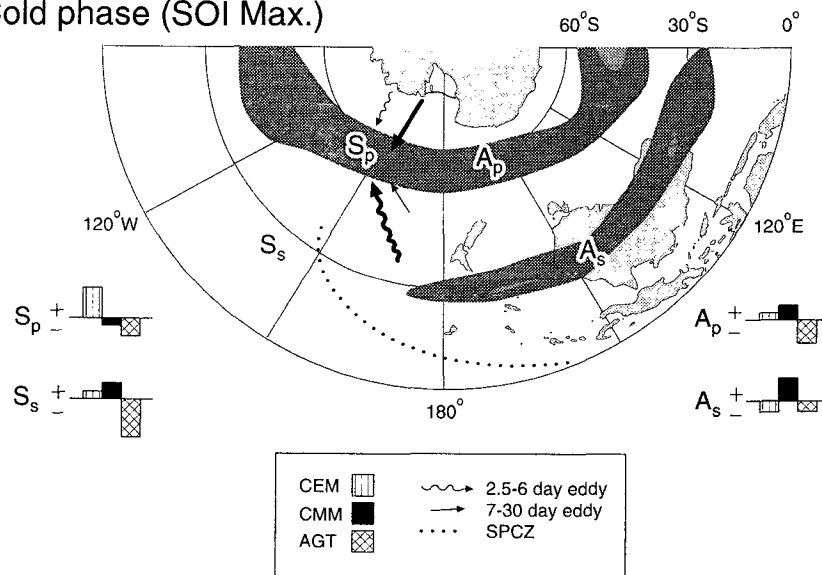 Cold phase (SOI Max.)
60°S 30°S 0°
120°W
120°E
180°
Sp
Ap
Ss
As
Sp + −
Ss + −
Ap + −
As + −
CEM 2.5-6 day eddy
CMM 7-30 day eddy
AGT SPCZ